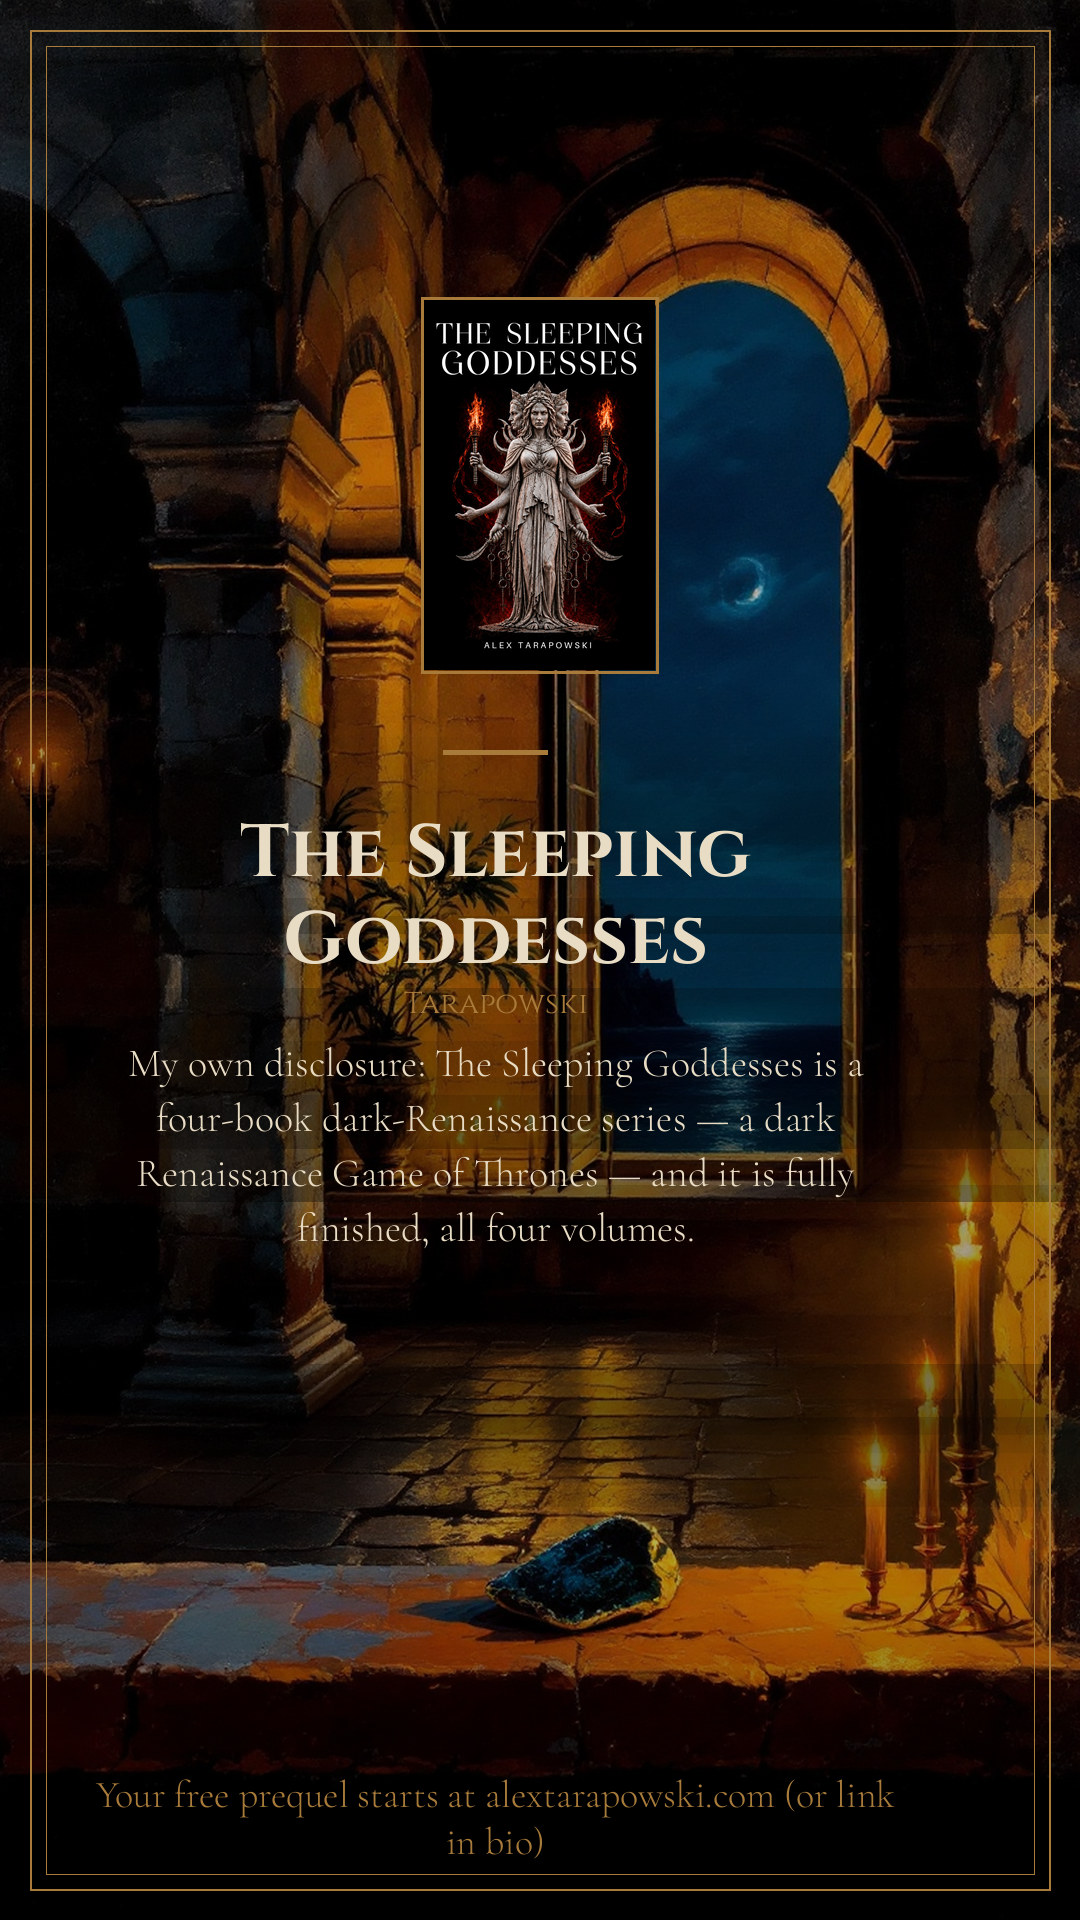 THE SLEEPING
GODDESSES
ALEX TARAPOWSKI
The Sleeping
Goddesses
Tarapowski
My own disclosure: The Sleeping Goddesses is a
four-book dark-Renaissance series — a dark
Renaissance Game of Thrones — and it is fully
finished, all four volumes.
Your free prequel starts at alextarapowski.com (or link
in bio)